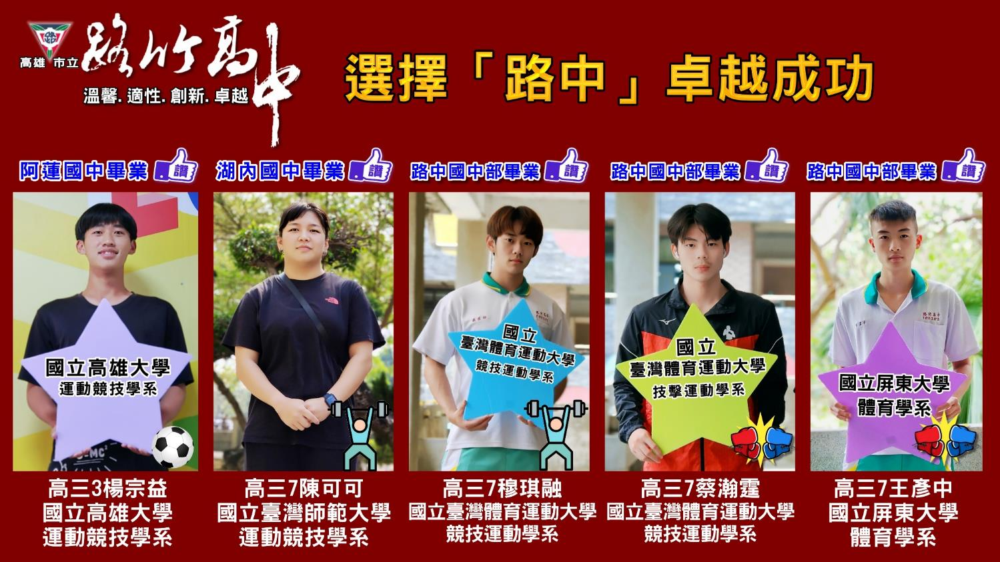 高雄 市立
路竹高中
溫馨. 適性. 創新. 卓越
選擇「路中」卓越成功
阿蓮國中畢業 讚
湖內國中畢業 讚
路中國中部畢業 讚
路中國中部畢業 讚
路中國中部畢業 讚
國立高雄大學
運動競技學系
高三3楊宗益
國立高雄大學
運動競技學系
THE NORTH FACE
高三7陳可可
國立臺灣師範大學
運動競技學系
國立
臺灣體育運動大學
競技運動學系
高三7穆琪融
國立臺灣體育運動大學
競技運動學系
國立
臺灣體育運動大學
技擊運動學系
高三7蔡瀚霆
國立臺灣體育運動大學
競技運動學系
國立屏東大學
體育學系
高三7王彥中
國立屏東大學
體育學系